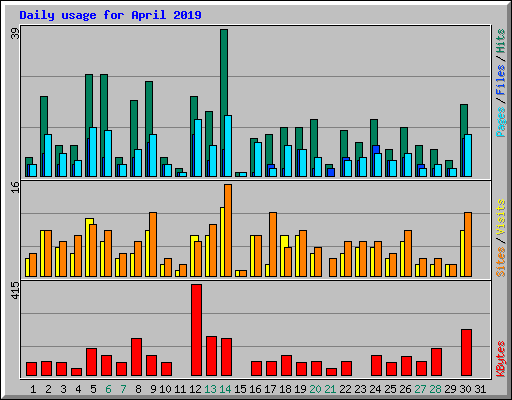 Daily usage for April 2019
39
Pages / Files / Hits
16
Sites / Visits
415
KBytes
1 2 3 4 5 6 7 8 9 10 11 12 13 14 15 16 17 18 19 20 21 22 23 24 25 26 27 28 29 30 31